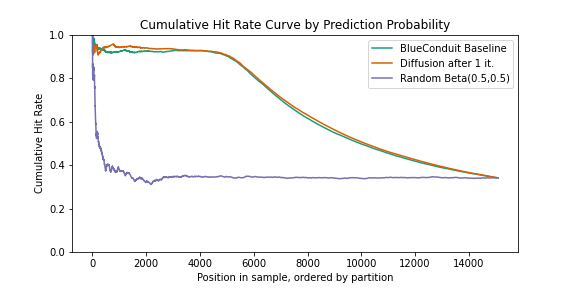 Cumulative Hit Rate Curve by Prediction Probability
1.0
0.8
0.6
0.4
0.2
0.0
Cumulative Hit Rate
BlueConduit Baseline
Diffusion after 1 it.
Random Beta(0.5,0.5)
0 2000 4000 6000 8000 10000 12000 14000
Position in sample, ordered by partition